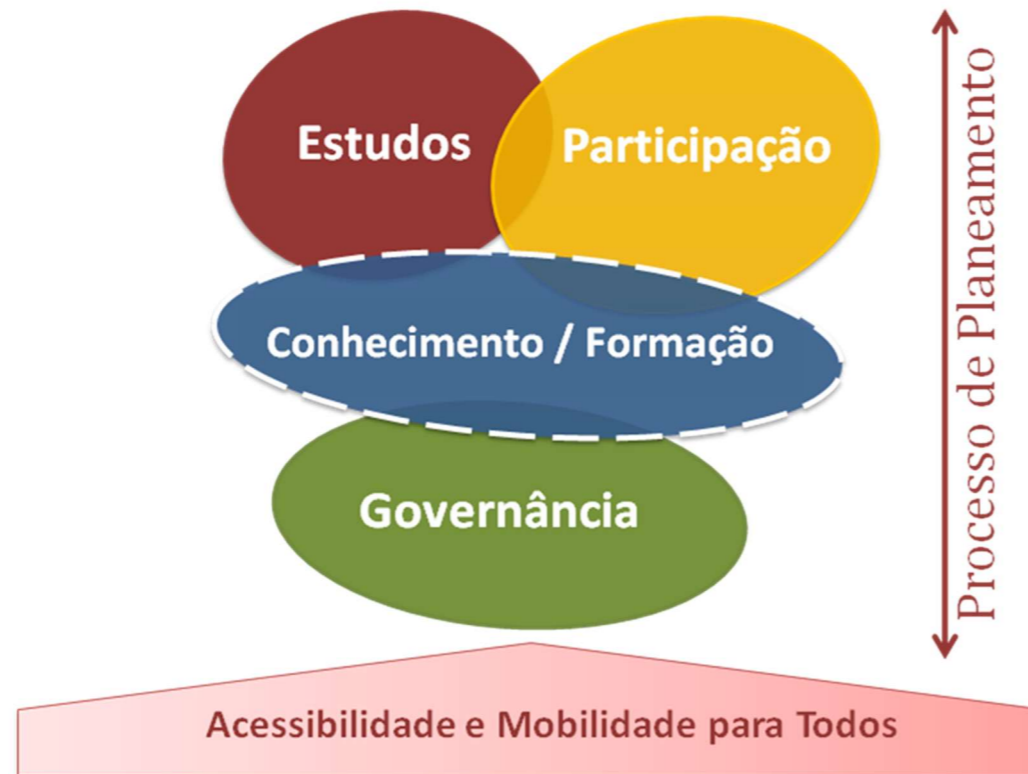 Estudos
Participação
Conhecimento / Formação
Governância
Processo de Planeamento
Acessibilidade e Mobilidade para Todos